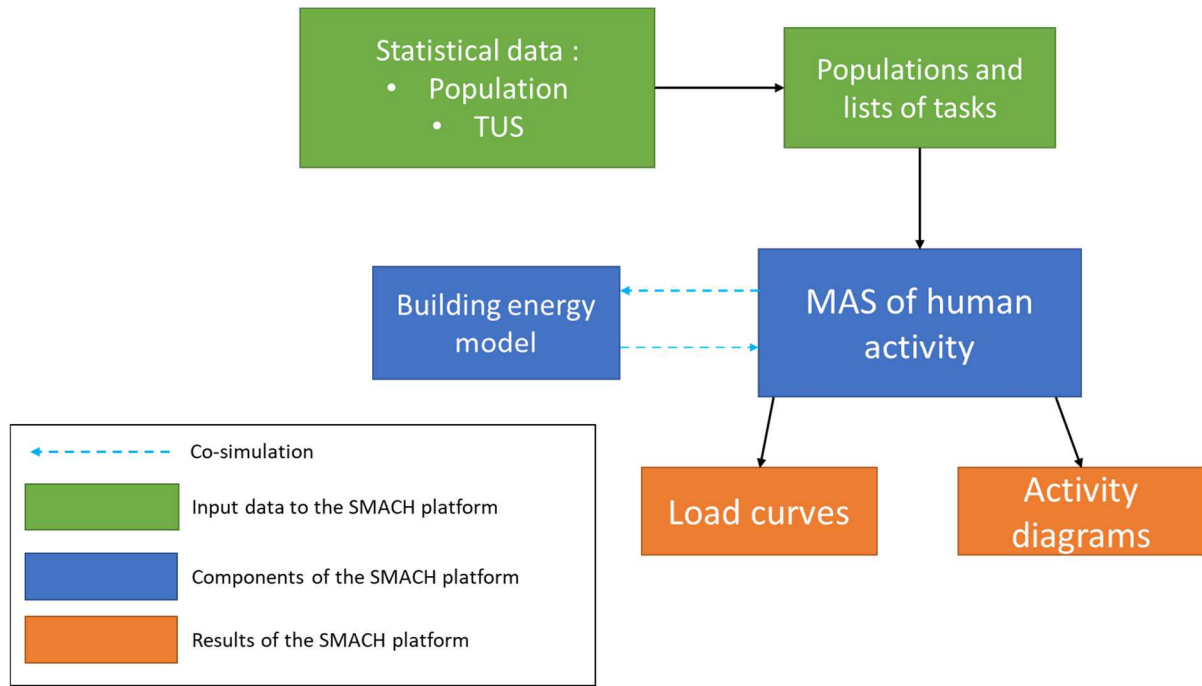 Statistical data :
• Population
• TUS
Populations and
lists of tasks
Building energy
model
MAS of human
activity
Co-simulation
Input data to the SMACH platform
Components of the SMACH platform
Results of the SMACH platform
Load curves
Activity
diagrams